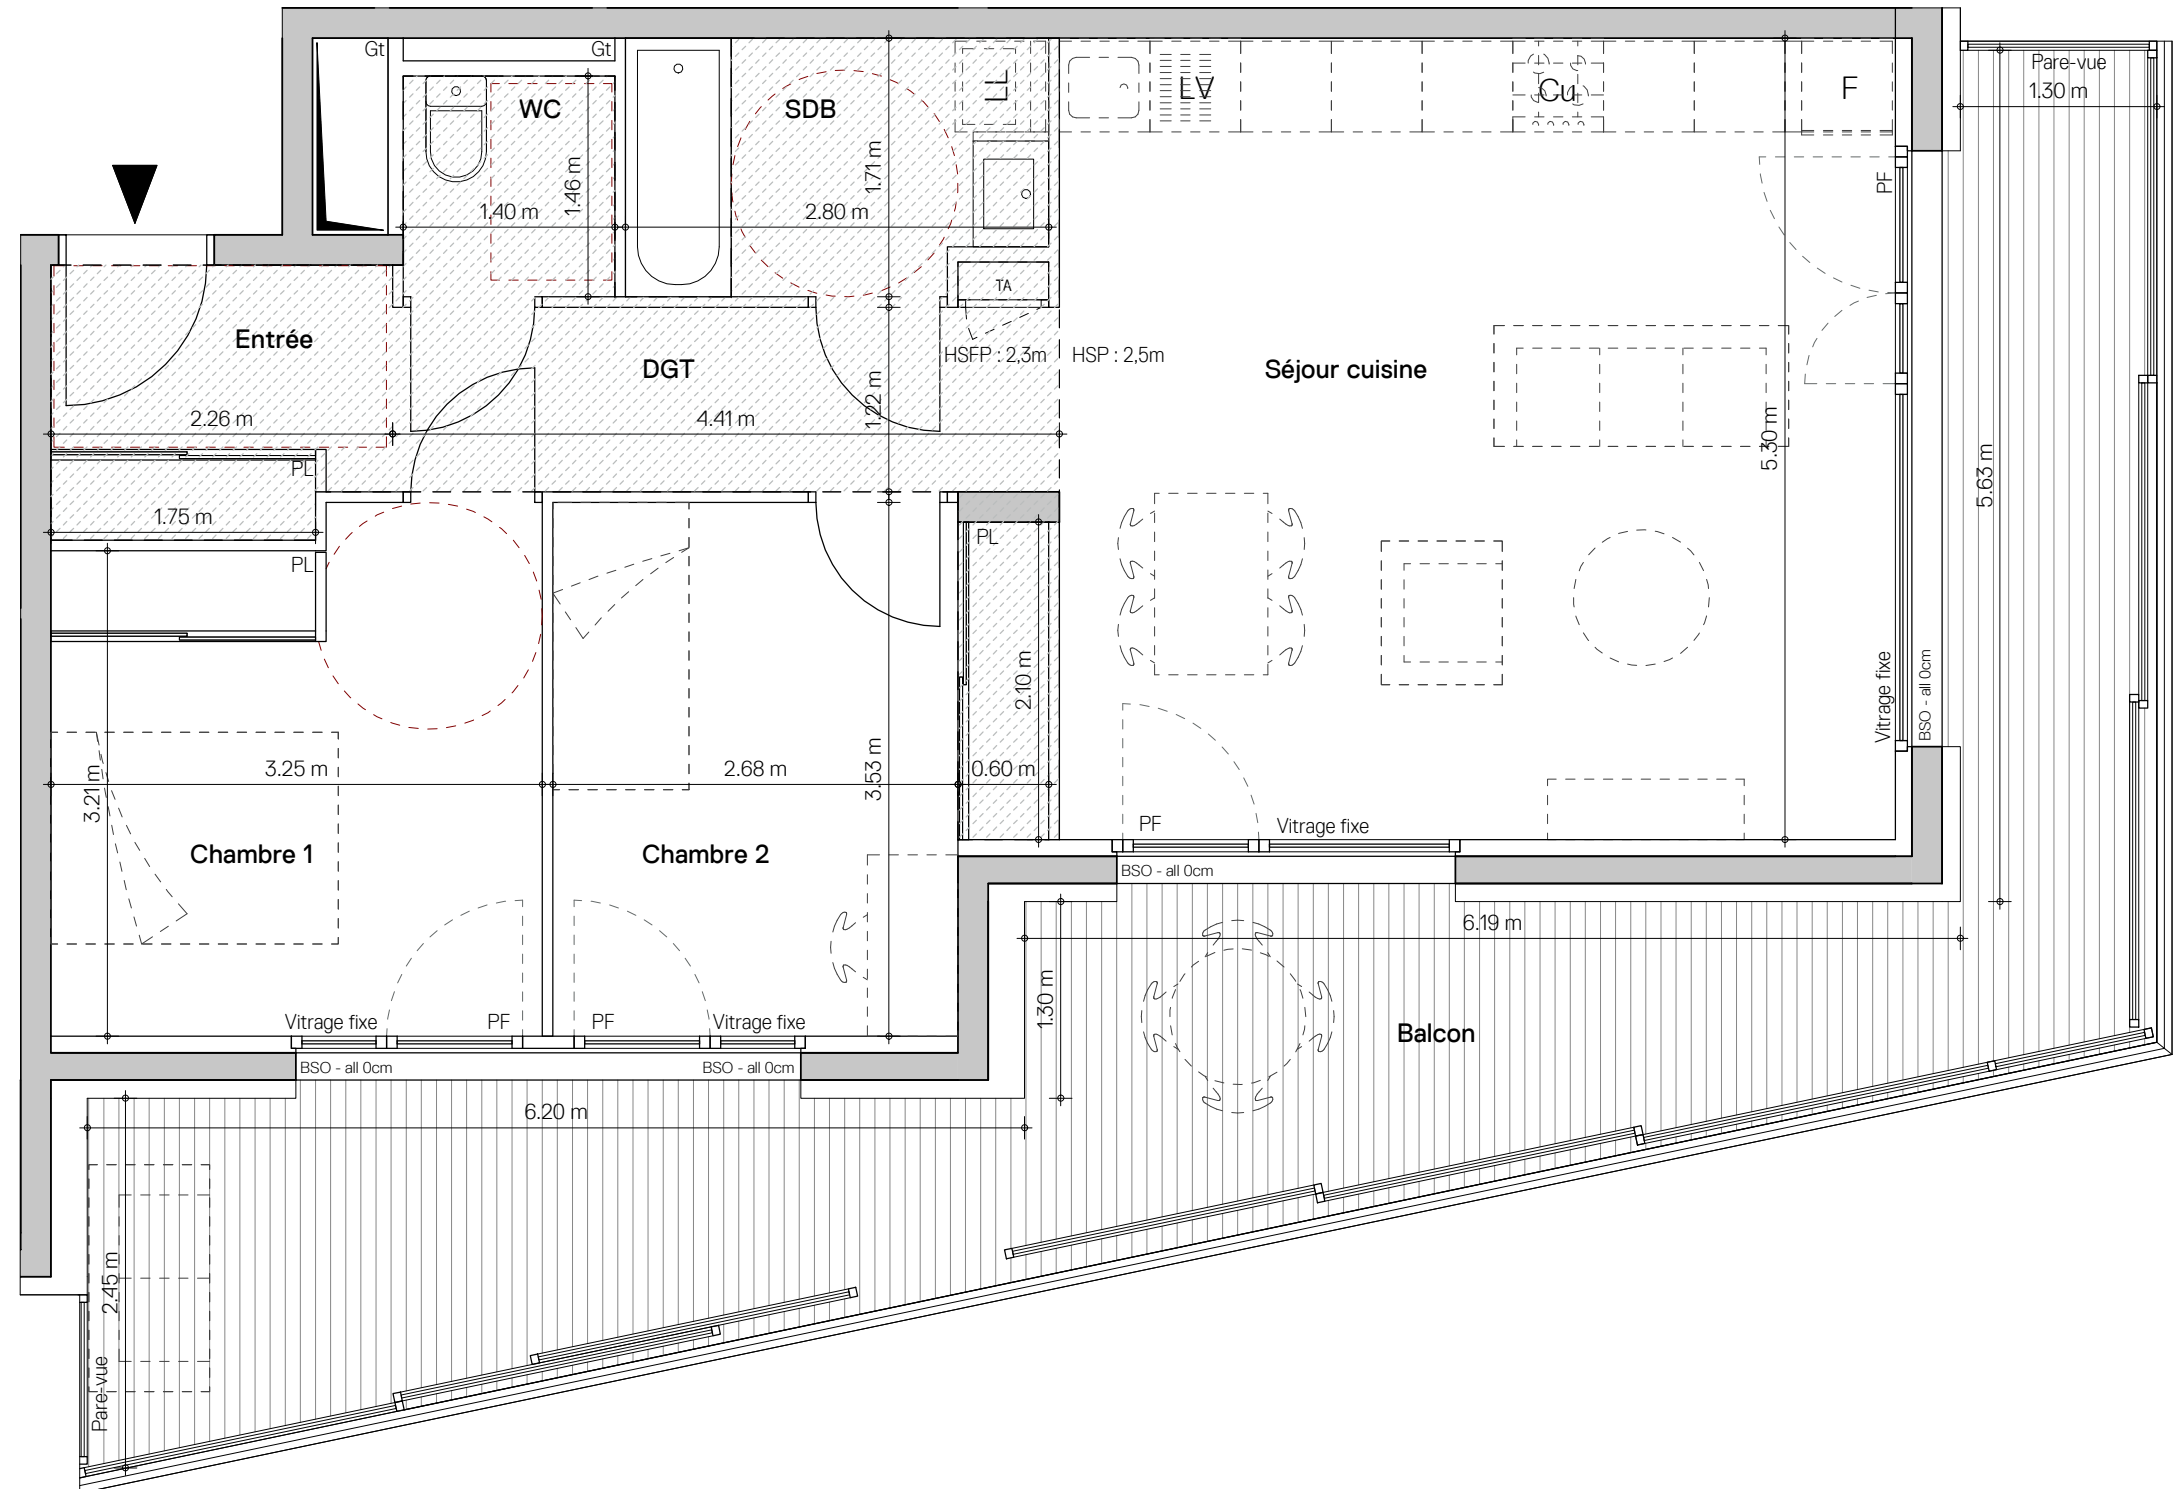 Gt
Gt
WC
SDB
LL
LV
Cu
F
Pare-vue
1.30 m
1.46 m
1.71 m
PF
1.40 m
2.80 m
TA
Entrée
DGT
HSFP : 2,3m
HSP : 2,5m
Séjour cuisine
2.26 m
4.41 m
1.22 m
5.30 m
5.63 m
PL
1.75 m
PL
PL
2.10 m
Vitrage fixe
BSO - all 0cm
3.25 m
2.68 m
0.60 m
3.21 m
3.53 m
Chambre 1
Chambre 2
PF
Vitrage fixe
BSO - all 0cm
6.19 m
1.30 m
Vitrage fixe
PF
PF
Vitrage fixe
Balcon
BSO - all 0cm
BSO - all 0cm
6.20 m
2.45 m
Pare-vue